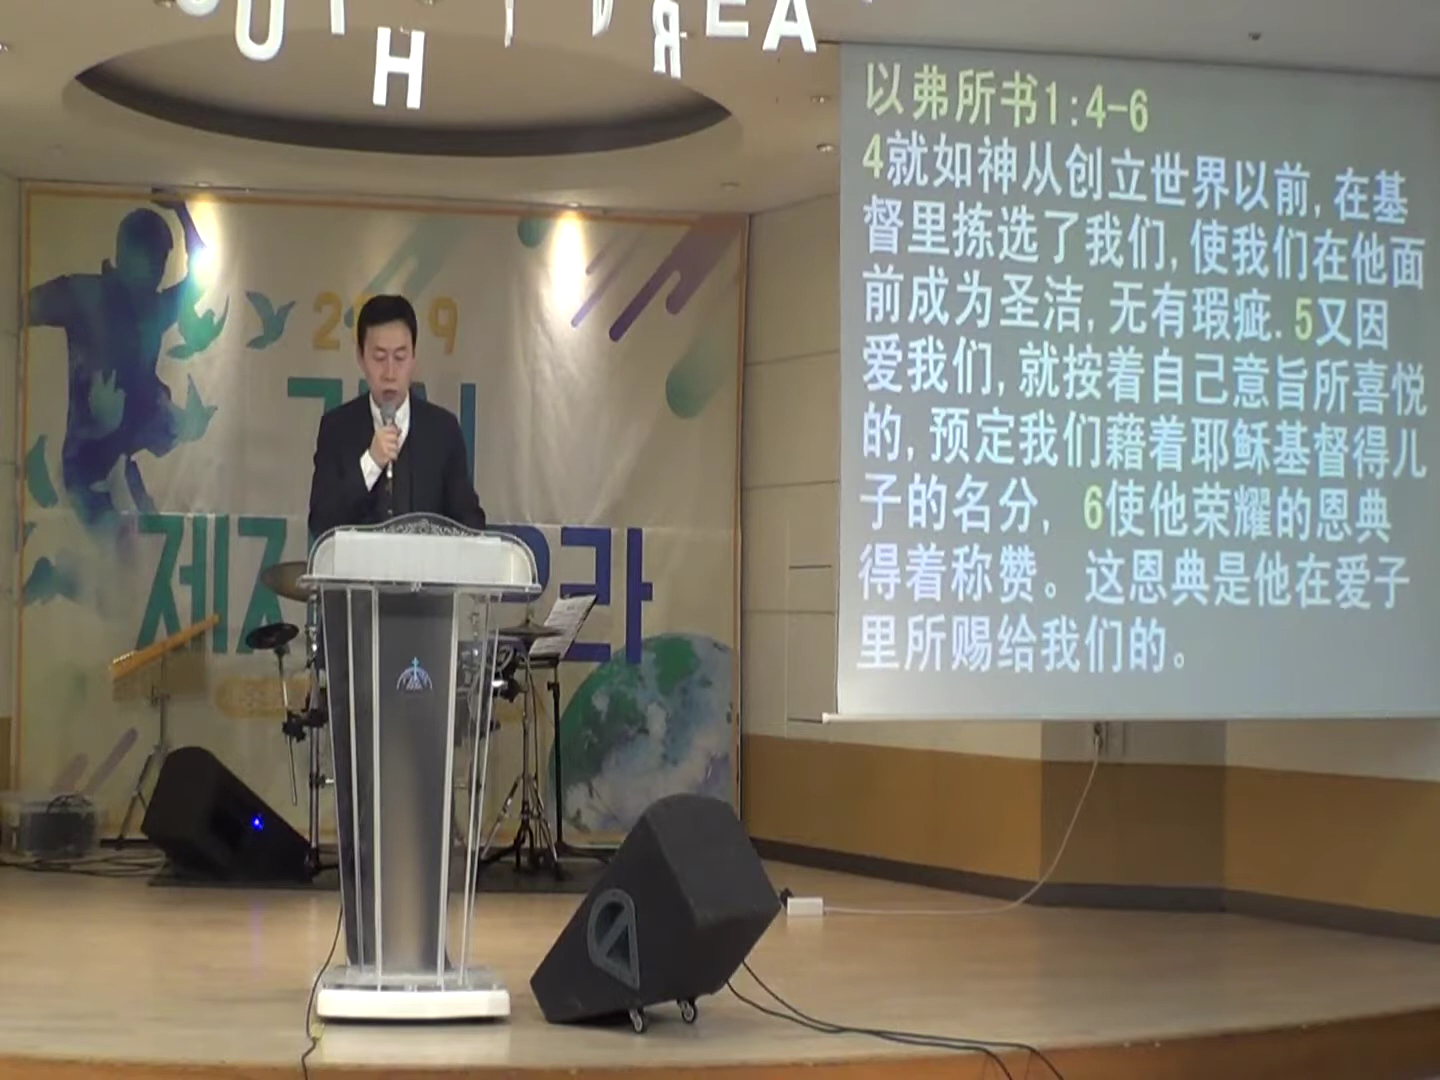 H
REA
以弗所书1:4-6
4就如神从创立世界以前,在基
督里拣选了我们,使我们在他面
前成为圣洁,无有瑕疵.5又因
爱我们,就按着自己意旨所喜悦
的,预定我们藉着耶稣基督得儿
子的名分, 6使他荣耀的恩典
得着称赞。这恩典是他在爱子
里所赐给我们的。